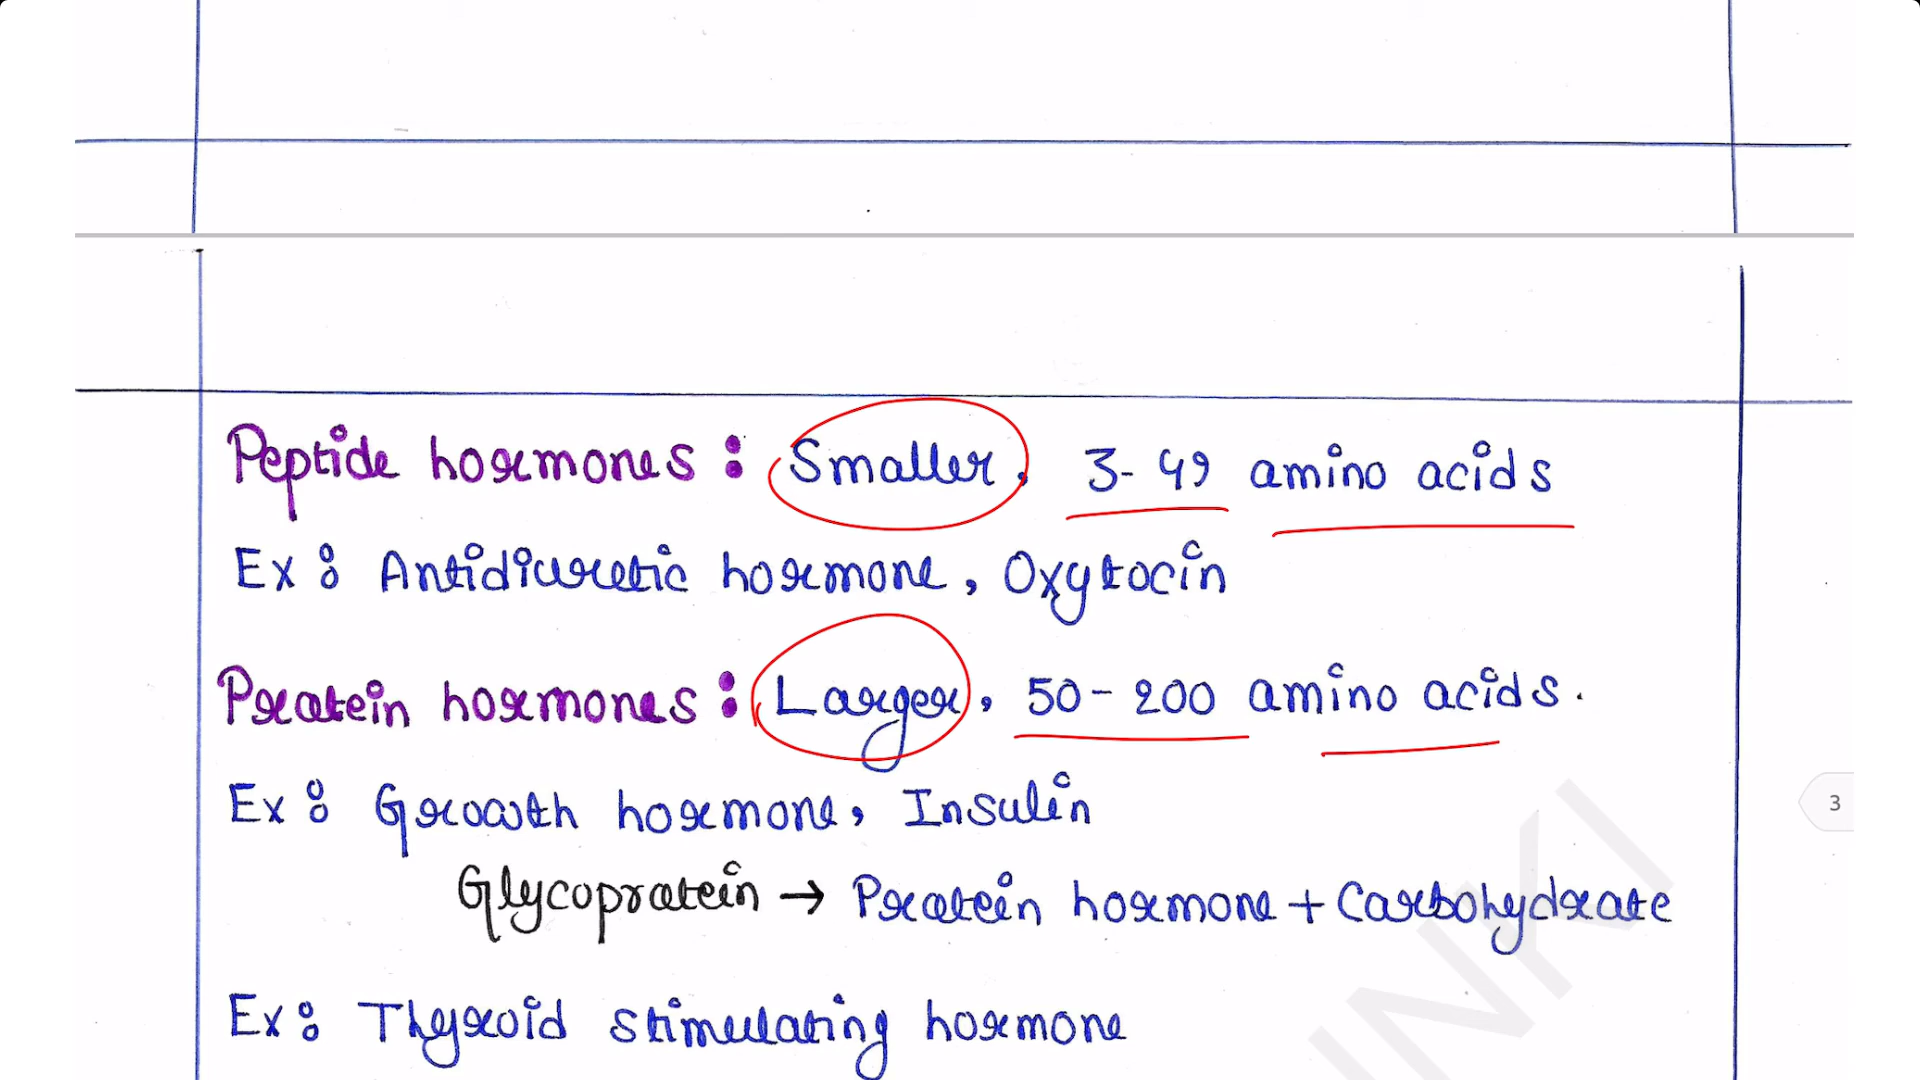 Peptide hormones : Smaller, 3-49 amino acids
Ex : Antidiuretic hormone, Oxytocin
Protein hormones : Larger, 50-200 amino acids.
Ex : Growth hormone, Insulin
3
Glycoprotein → Protein hormone + Carbohydrate
Ex : Thyroid stimulating hormone